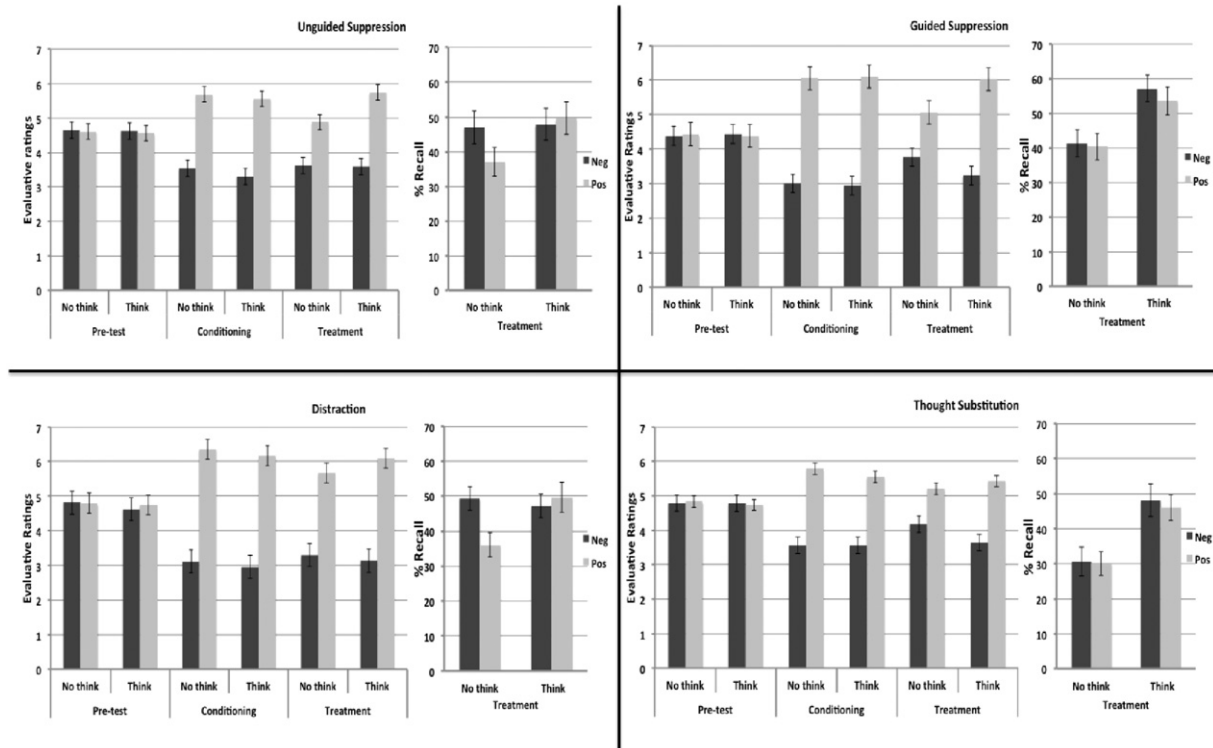 Unguided Suppression
Evaluative ratings
7
6
5
4
3
2
1
0
No think Think No think Think No think Think
Pre-test Conditioning Treatment
% Recall
70
60
50
40
30
20
10
0
No think Think
Treatment
Neg
Pos
Guided Suppression
Evaluative Ratings
7
6
5
4
3
2
1
0
No think Think No think Think No think Think
Pre-test Conditioning Treatment
% Recall
70
60
50
40
30
20
10
0
No think Think
Treatment
Neg
Pos
Distraction
Evaluative Ratings
7
6
5
4
3
2
1
0
No think Think No think Think No think Think
Pre-test Conditioning Treatment
% Recall
70
60
50
40
30
20
10
0
No think Think
Treatment
Neg
Pos
Thought Substitution
Evaluative Ratings
7
6
5
4
3
2
1
0
No think Think No think Think No think Think
Pre-test Conditioning Treatment
% Recall
70
60
50
40
30
20
10
0
No think Think
Treatment
Neg
Pos